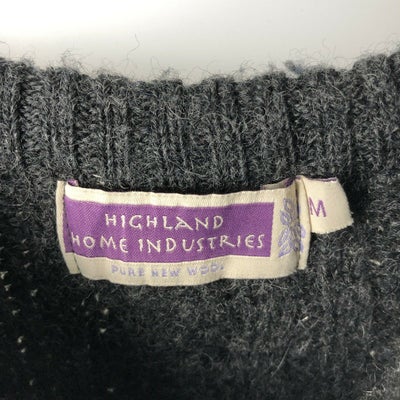 HIGHLAND
HOME INDUSTRIES
PURE NEW WOOL
M